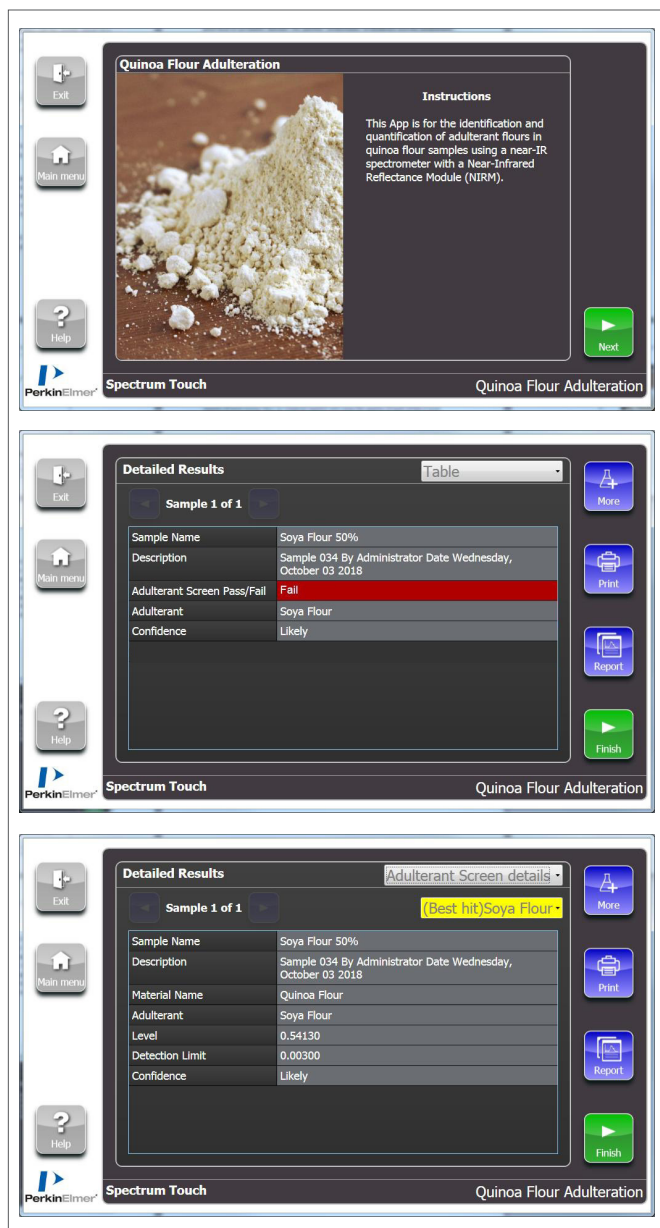 Quinoa Flour Adulteration
Exit
Instructions
This App is for the identification and
quantification of adulterant flours in
quinoa flour samples using a near-IR
spectrometer with a Near-Infrared
Reflectance Module (NIRM).
Main menu
Help
Next
PerkinElmer
Spectrum Touch
Quinoa Flour Adulteration
Detailed Results
Table
Exit
More
Sample 1 of 1
Sample Name Soya Flour 50%
Description Sample 034 By Administrator Date Wednesday,
October 03 2018
Main menu
Print
Adulterant Screen Pass/Fail Fail
Adulterant Soya Flour
Confidence Likely
Report
Help
Finish
PerkinElmer
Spectrum Touch
Quinoa Flour Adulteration
Detailed Results
Adulterant Screen details
Exit
More
Sample 1 of 1
(Best hit)Soya Flour
Sample Name Soya Flour 50%
Description Sample 034 By Administrator Date Wednesday,
October 03 2018
Main menu
Print
Material Name Quinoa Flour
Adulterant Soya Flour
Level 0.54130
Detection Limit 0.00300
Confidence Likely
Report
Help
Finish
PerkinElmer
Spectrum Touch
Quinoa Flour Adulteration